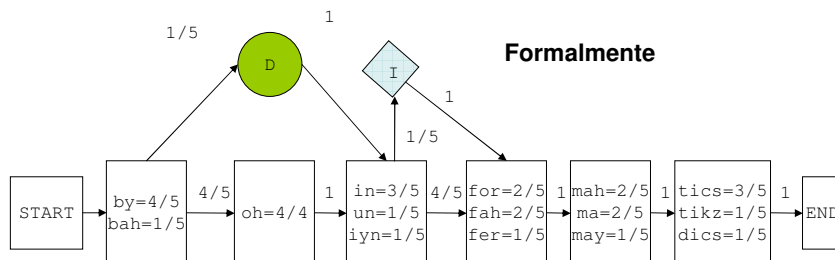 1/5
1
D
I
Formalmente
1
1/5
START
by=4/5
bah=1/5
4/5
oh=4/4
1
in=3/5
un=1/5
iyn=1/5
4/5
for=2/5
fah=2/5
fer=1/5
1
mah=2/5
ma=2/5
may=1/5
1
tics=3/5
tikz=1/5
dics=1/5
1
END